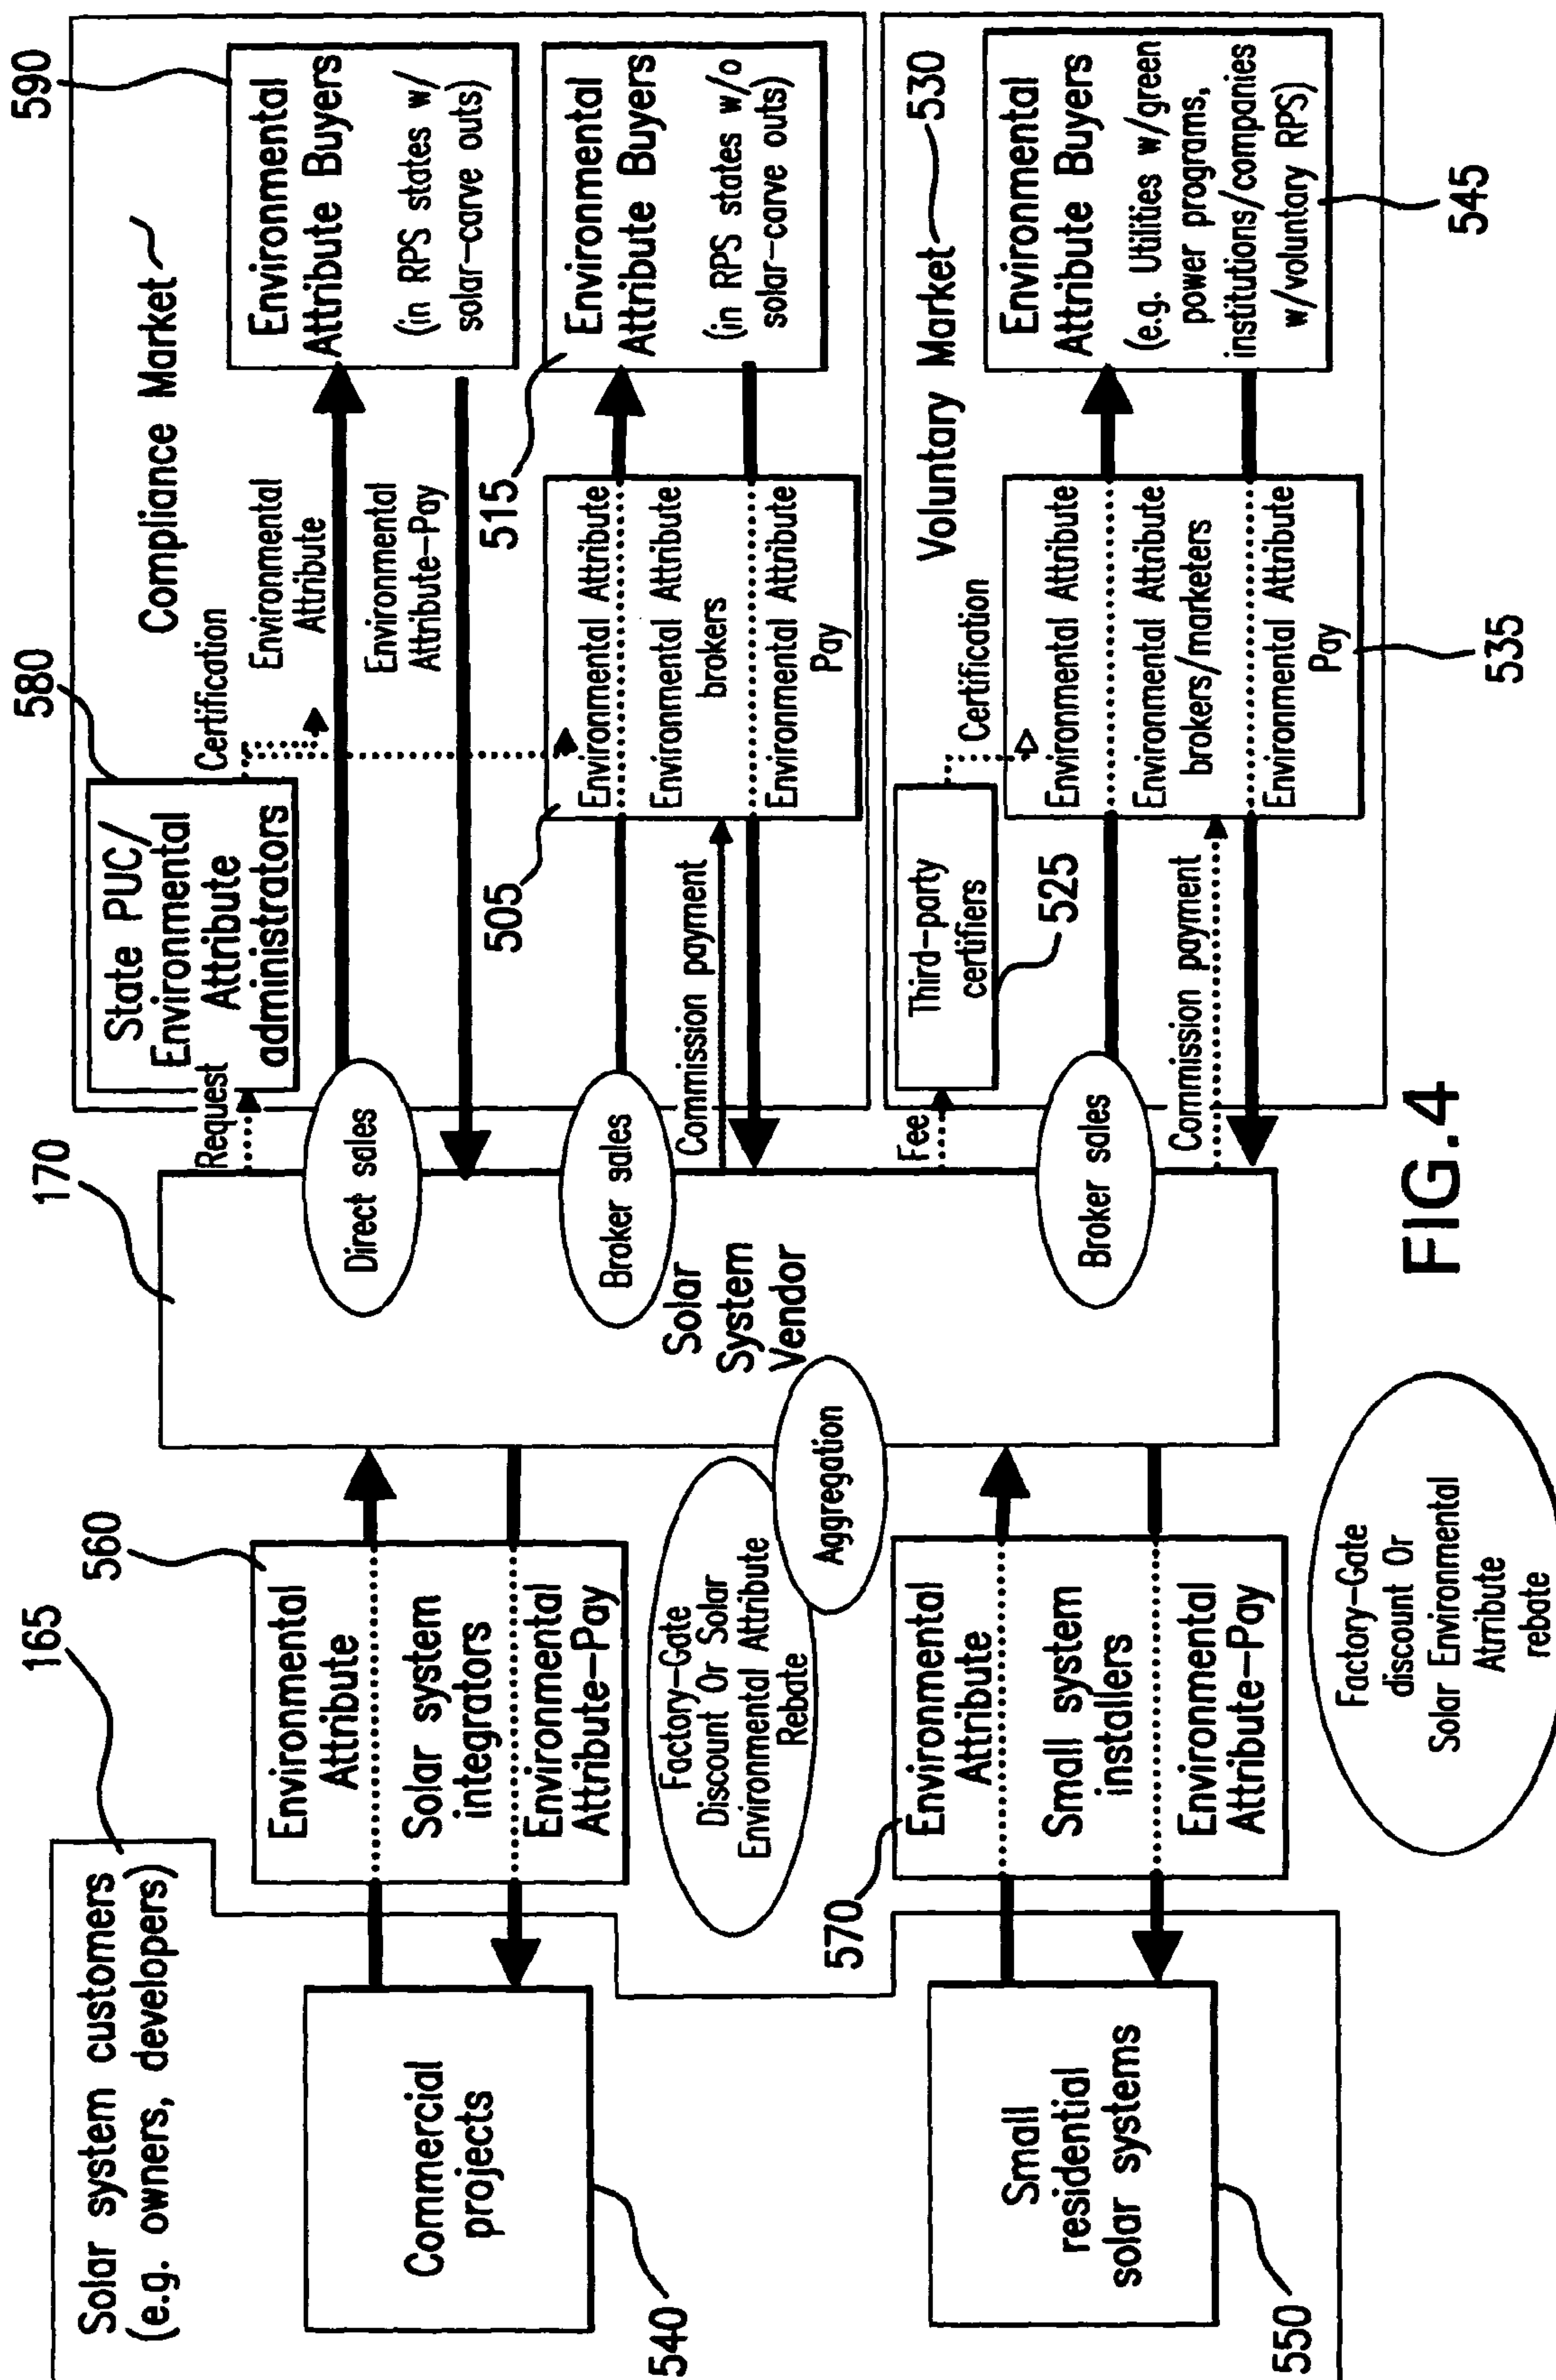 165
Solar system customers
(e.g. owners, developers)
Commercial
projects
540
Small
residential
solar systems
550
560
Environmental
Attribute
Solar system
integrators
Environmental
Attribute-Pay
Factory-Gate
Discount Or Solar
Environmental Attribute
Rebate
Aggregation
570
Environmental
Attribute
Small system
installers
Environmental
Attribute-Pay
Factory-Gate
discount Or
Solar Environmental
Atrribute
rebate
170
Solar
System
Vendor
Direct sales
Broker sales
Broker sales
Request
580
State PUC/
Environmental
Attribute
administrators
Certification
Compliance Market
Environmental
Attribute
Environmental
Attribute-Pay
590
Environmental
Attribute Buyers
(in RPS states w/
solar-carve outs)
505
Environmental Attribute
Environmental Attribute
brokers
Environmental Attribute
Pay
Commission payment
515
Environmental
Attribute Buyers
(in RPS states w/o
solar-carve outs)
Fee
Third-party
certifiers
525
Certification
Voluntary Market
530
Environmental Attribute
Environmental Attribute
brokers/marketers
Environmental Attribute
Pay
535
Commission payment
Environmental
Attribute Buyers
(e.g. Utilities w/green
power programs,
institutions/companies
w/voluntary RPS)
545
FIG.4